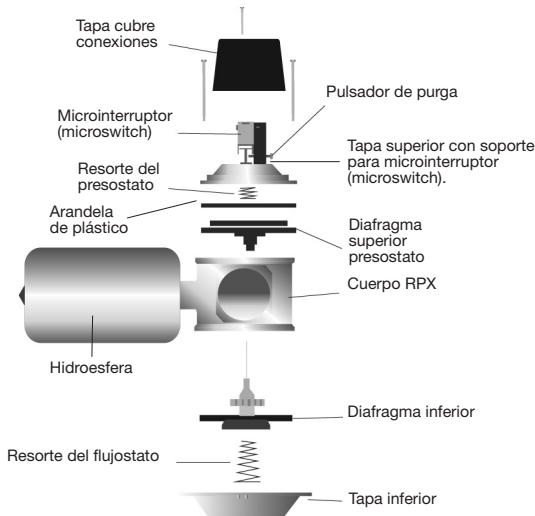 Tapa cubre
conexiones
Pulsador de purga
Microinterruptor
(microswitch)
Tapa superior con soporte
para microinterruptor
(microswitch).
Resorte del
presostato
Arandela
de plástico
Diafragma
superior
presostato
Cuerpo RPX
Hidroesfera
Diafragma inferior
Resorte del flujostato
Tapa inferior